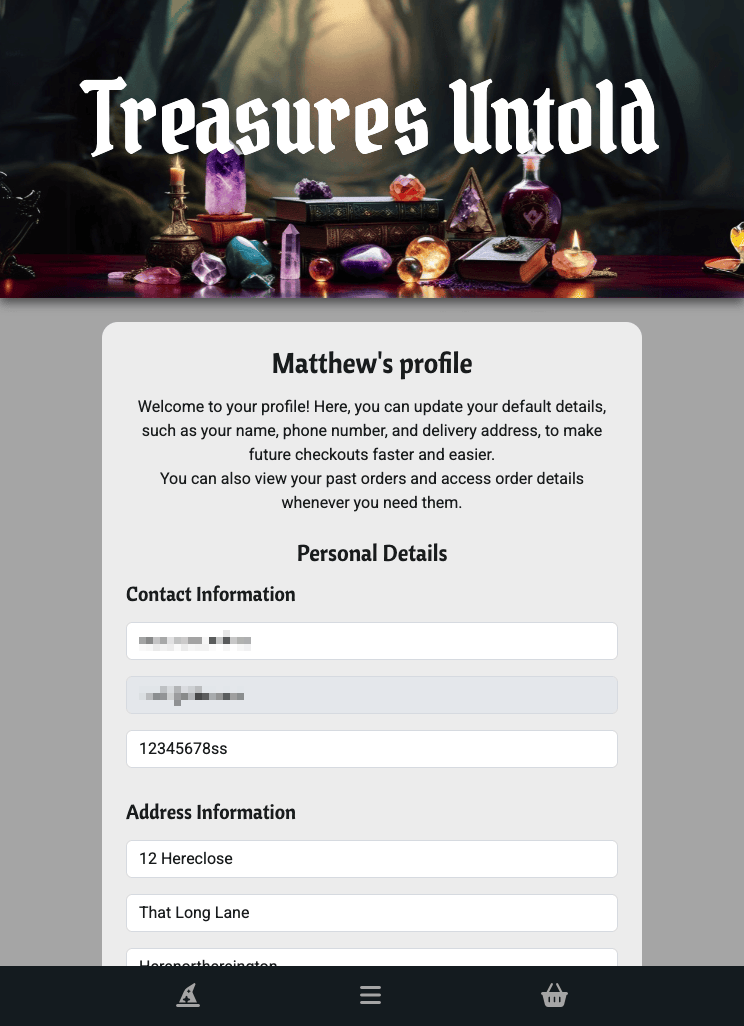 Treasures Untold
Matthew's profile
Welcome to your profile! Here, you can update your default details,
such as your name, phone number, and delivery address, to make
future checkouts faster and easier.
You can also view your past orders and access order details
whenever you need them.
Personal Details
Contact Information
12345678ss
Address Information
12 Hereclose
That Long Lane